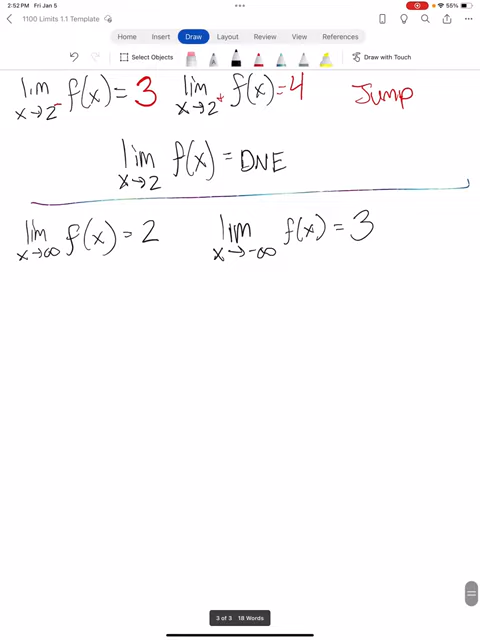 2:52 PM Fri Jan 5 55%
1100 Limits 1.1 Template
Home Insert Draw Layout Review View References
Select Objects A A Draw with Touch
lim x→2⁻ f(x) = 3 lim x→2⁺ f(x) = 4 Jump
lim x→2 f(x) = DNE
lim x→∞ f(x) = 2 lim x→-∞ f(x) = 3
3 of 3 18 Words